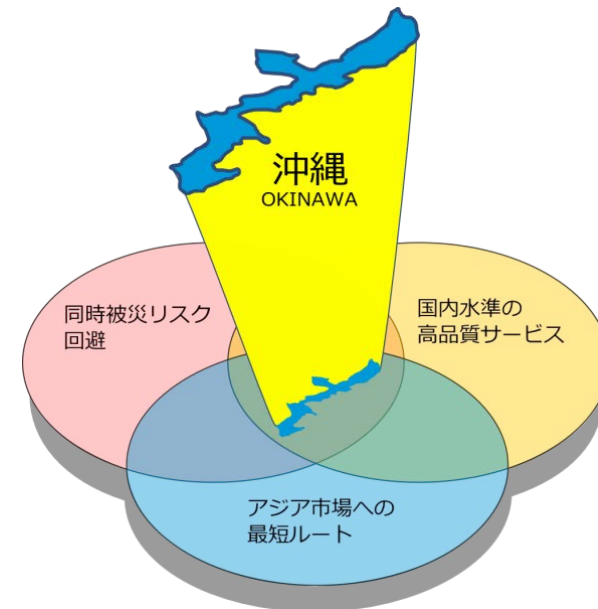 沖縄
OKINAWA
同時被災リスク
回避
国内水準の
高品質サービス
アジア市場への
最短ルート